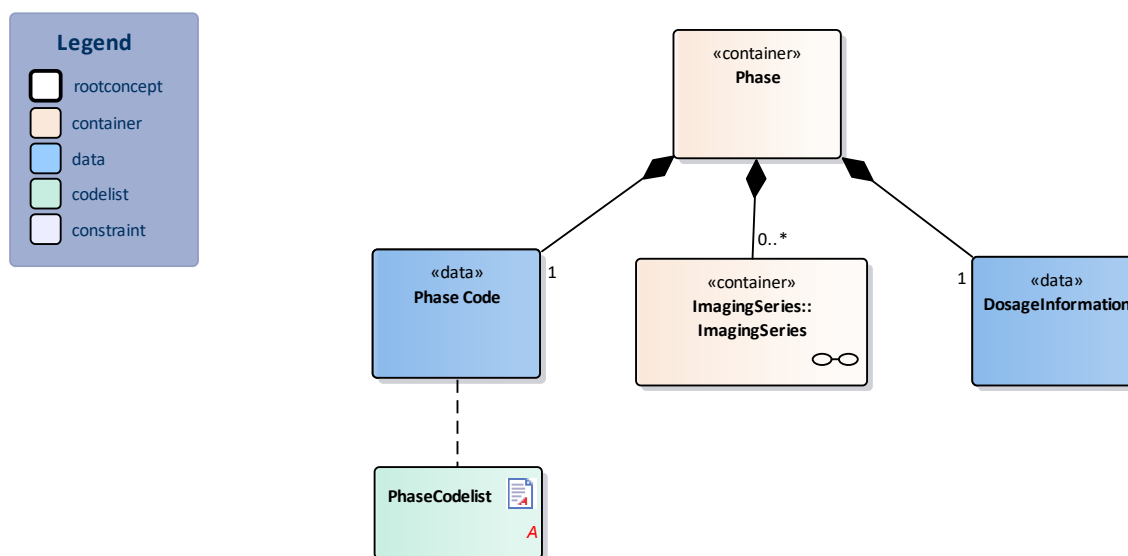 Legend
rootconcept
container
data
codelist
constraint
«container»
Phase
1
0..*
1
«data»
Phase Code
«container»
ImagingSeries::
ImagingSeries
«data»
DosageInformation
PhaseCodelist
A
A